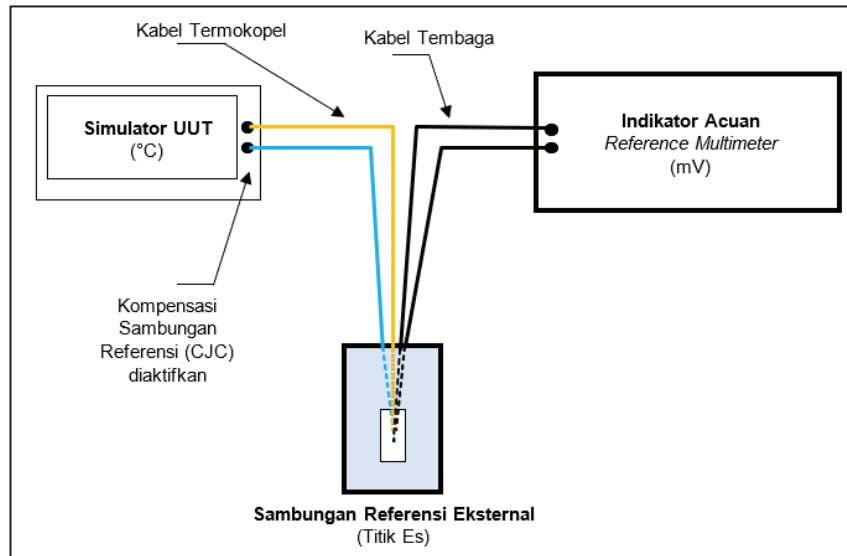 Kabel Termokopel
Kabel Tembaga
Simulator UUT
(°C)
Indikator Acuan
Reference Multimeter
(mV)
Kompensasi
Sambungan
Referensi (CJC)
diaktifkan
Sambungan Referensi Eksternal
(Titik Es)